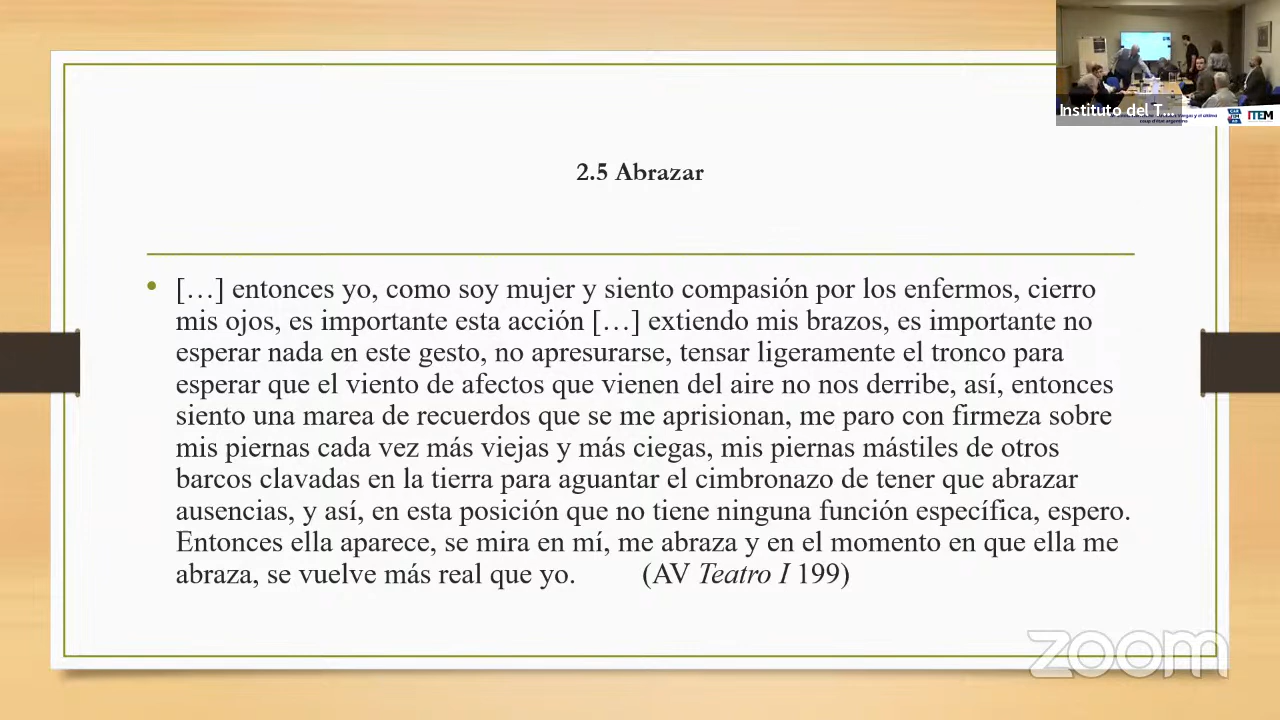 Instituto del T...
ITEM
2.5 Abrazar
• […] entonces yo, como soy mujer y siento compasión por los enfermos, cierro
mis ojos, es importante esta acción […] extiendo mis brazos, es importante no
esperar nada en este gesto, no apresurarse, tensar ligeramente el tronco para
esperar que el viento de afectos que vienen del aire no nos derribe, así, entonces
siento una marea de recuerdos que se me aprisionan, me paro con firmeza sobre
mis piernas cada vez más viejas y más ciegas, mis piernas mástiles de otros
barcos clavadas en la tierra para aguantar el cimbronazo de tener que abrazar
ausencias, y así, en esta posición que no tiene ninguna función específica, espero.
Entonces ella aparece, se mira en mí, me abraza y en el momento en que ella me
abraza, se vuelve más real que yo. (AV Teatro I 199)
zoom